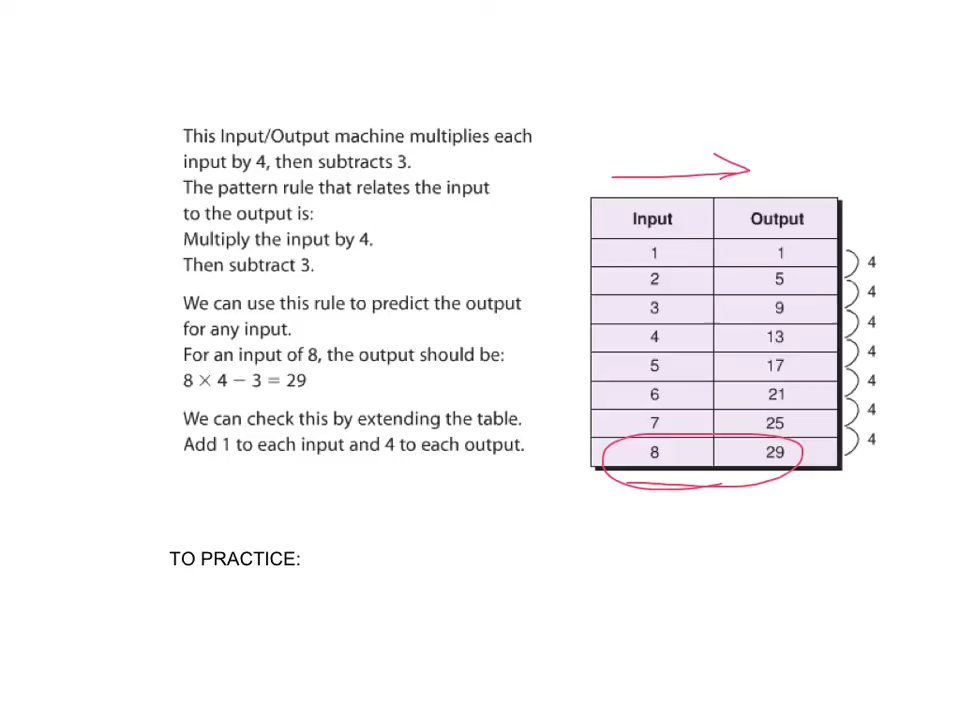 This Input/Output machine multiplies each
input by 4, then subtracts 3.
The pattern rule that relates the input
to the output is:
Multiply the input by 4.
Then subtract 3.
We can use this rule to predict the output
for any input.
For an input of 8, the output should be:
8 × 4 − 3 = 29
We can check this by extending the table.
Add 1 to each input and 4 to each output.
Input Output
1 1
4
2 5
4
3 9
4
4 13
4
5 17
4
6 21
4
7 25
4
8 29
TO PRACTICE: